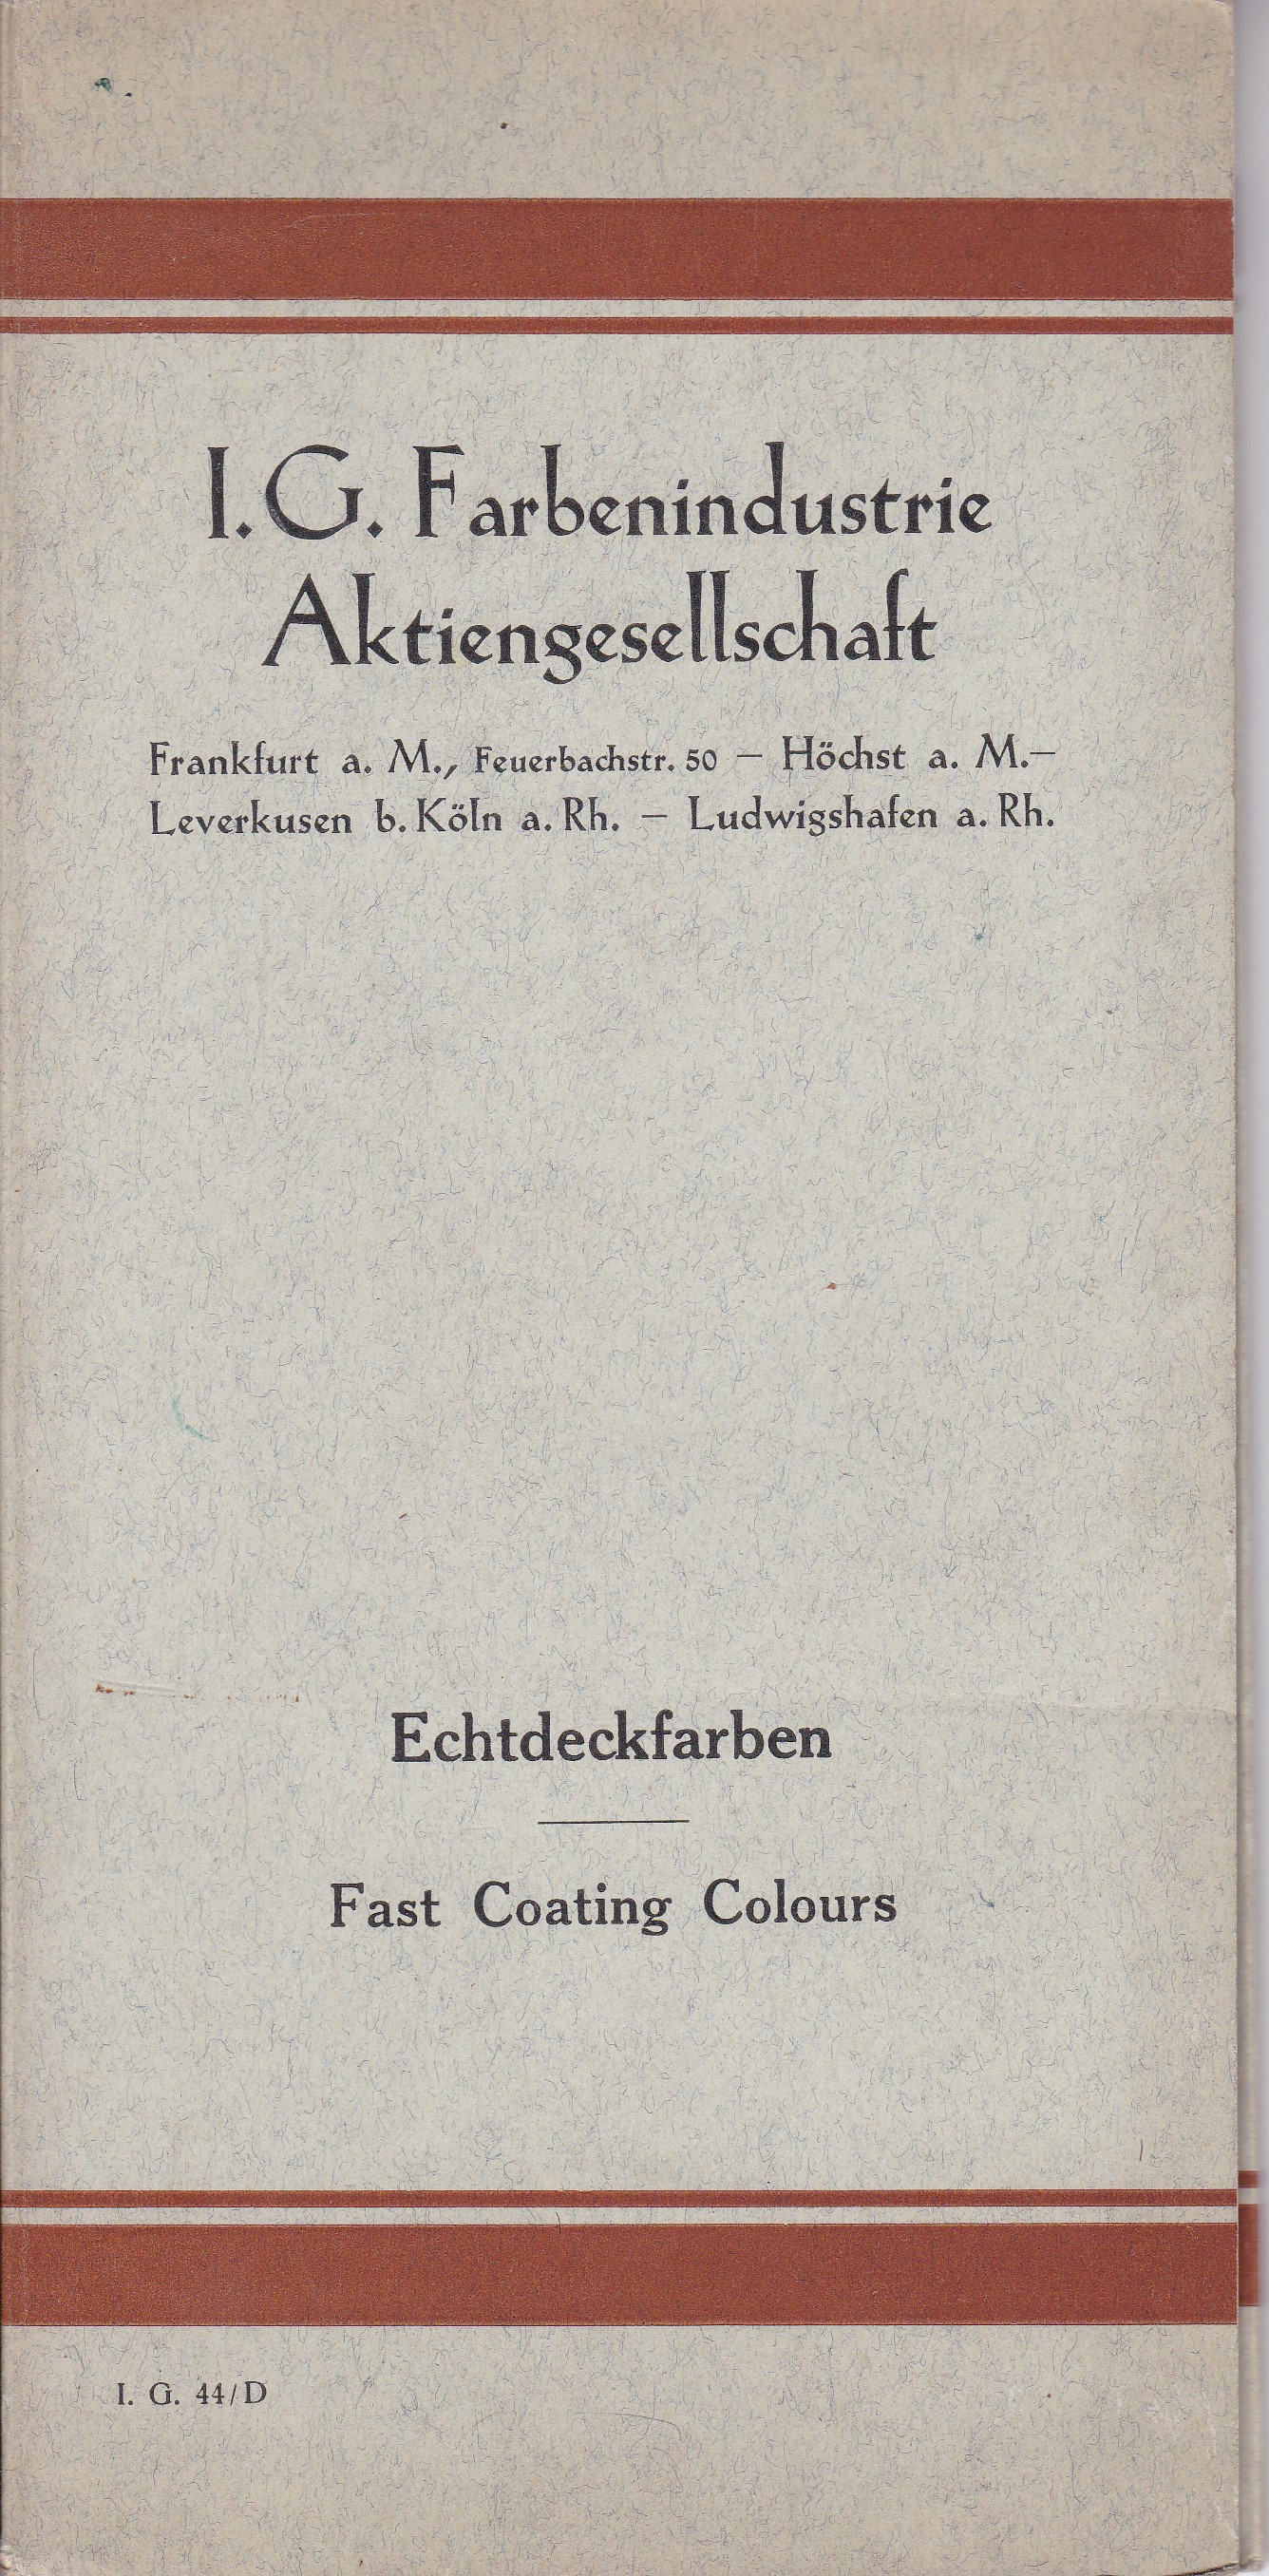 I. G. Farbenindustrie
Aktiengesellschaft
Frankfurt a. M., Feuerbachstr. 50 — Höchst a. M.—
Leverkusen b. Köln a. Rh. — Ludwigshafen a. Rh.
Echtdeckfarben
Fast Coating Colours
I. G. 44/D